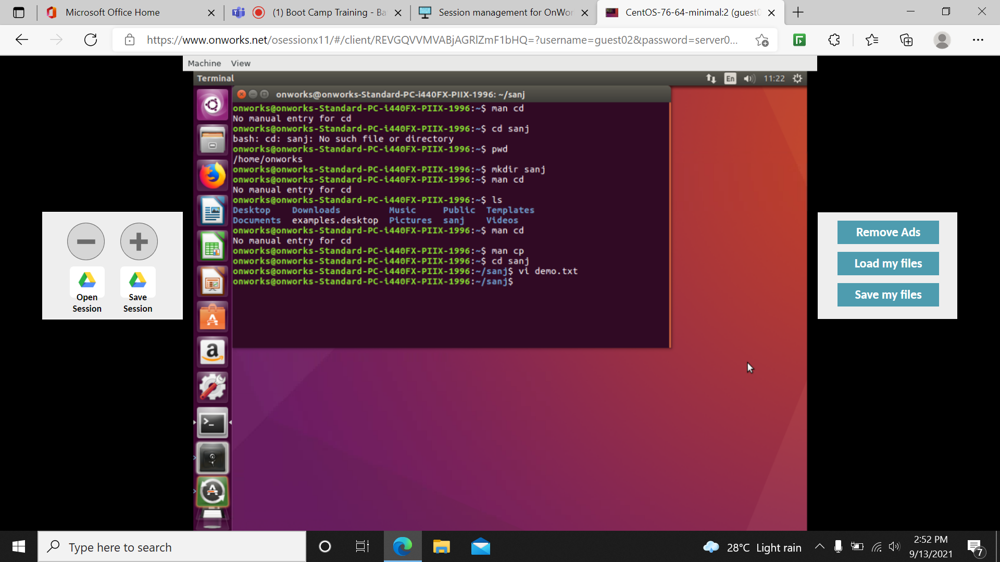 Microsoft Office Home
(1) Boot Camp Training - Ba
Session management for OnWor
CentOS-76-64-minimal:2 (guest0
https://www.onworks.net/osessionx11/#/client/REVGQVVMVABjAGRlZmF1bHQ=?username=guest02&password=server0...
Machine View
Terminal
En
11:22
onworks@onworks-Standard-PC-i440FX-PIIX-1996: ~/sanj
onworks@onworks-Standard-PC-i440FX-PIIX-1996:~$ man cd
No manual entry for cd
onworks@onworks-Standard-PC-i440FX-PIIX-1996:~$ cd sanj
bash: cd: sanj: No such file or directory
onworks@onworks-Standard-PC-i440FX-PIIX-1996:~$ pwd
/home/onworks
onworks@onworks-Standard-PC-i440FX-PIIX-1996:~$ mkdir sanj
onworks@onworks-Standard-PC-i440FX-PIIX-1996:~$ man cd
No manual entry for cd
onworks@onworks-Standard-PC-i440FX-PIIX-1996:~$ ls
Desktop Downloads Music Public Templates
Documents examples.desktop Pictures sanj Videos
onworks@onworks-Standard-PC-i440FX-PIIX-1996:~$ man cd
No manual entry for cd
onworks@onworks-Standard-PC-i440FX-PIIX-1996:~$ man cp
onworks@onworks-Standard-PC-i440FX-PIIX-1996:~$ cd sanj
onworks@onworks-Standard-PC-i440FX-PIIX-1996:~/sanj$ vi demo.txt
onworks@onworks-Standard-PC-i440FX-PIIX-1996:~/sanj$
Open Session
Save Session
Remove Ads
Load my files
Save my files
Type here to search
28°C Light rain
2:52 PM
9/13/2021
7